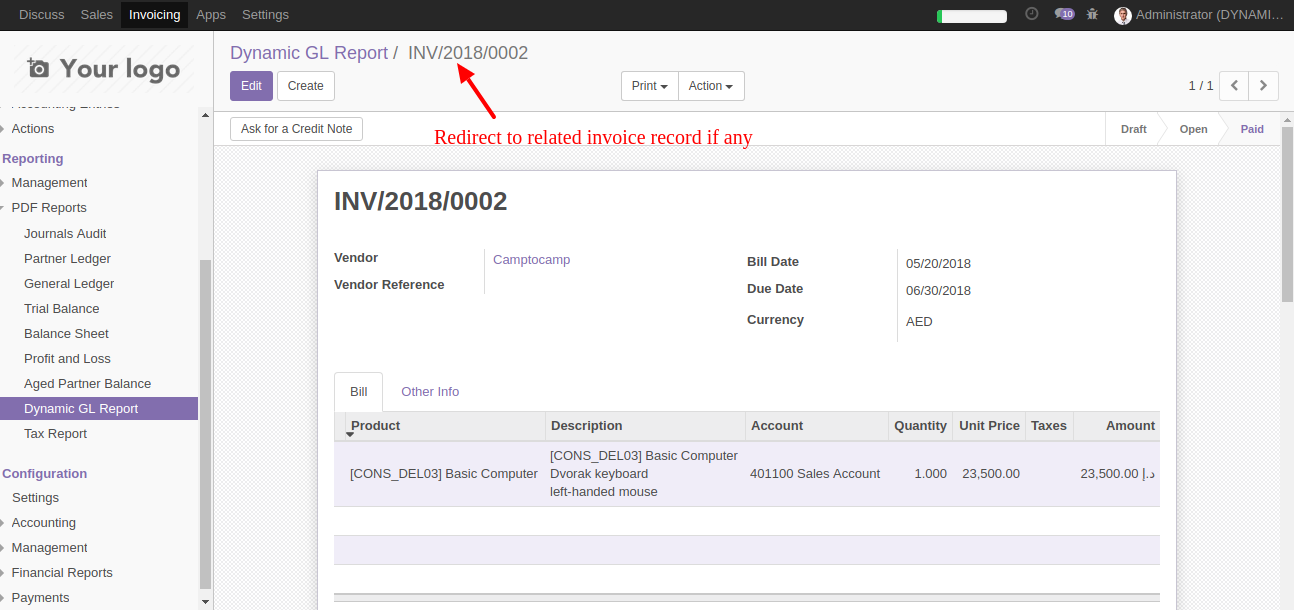 Discuss Sales Invoicing Apps Settings 10 Administrator (DYNAMI...
Your logo
Dynamic GL Report / INV/2018/0002
Edit Create Print Action 1 / 1
Accounting Entries
Actions
Ask for a Credit Note Draft Open Paid
Redirect to related invoice record if any
Reporting
Management
PDF Reports
Journals Audit
Partner Ledger
General Ledger
Trial Balance
Balance Sheet
Profit and Loss
Aged Partner Balance
Dynamic GL Report
Tax Report
Configuration
Settings
Accounting
Management
Financial Reports
Payments
INV/2018/0002
Vendor Camptocamp
Vendor Reference
Bill Date 05/20/2018
Due Date 06/30/2018
Currency AED
Bill Other Info
Product Description Account Quantity Unit Price Taxes Amount
[CONS_DEL03] Basic Computer
[CONS_DEL03] Basic Computer Dvorak keyboard 401100 Sales Account 1.000 23,500.00 23,500.00 د.إ
left-handed mouse